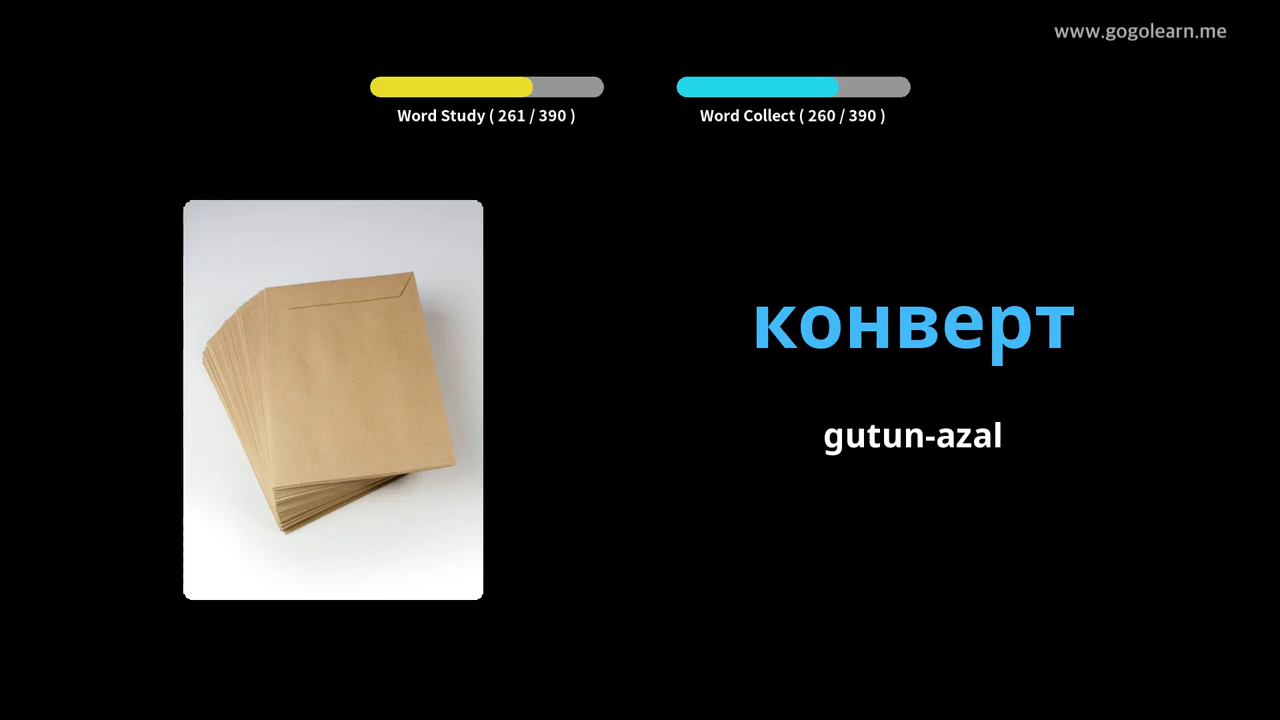 www.gogolearn.me
Word Study ( 261 / 390 )
Word Collect ( 260 / 390 )
конверт
gutun-azal